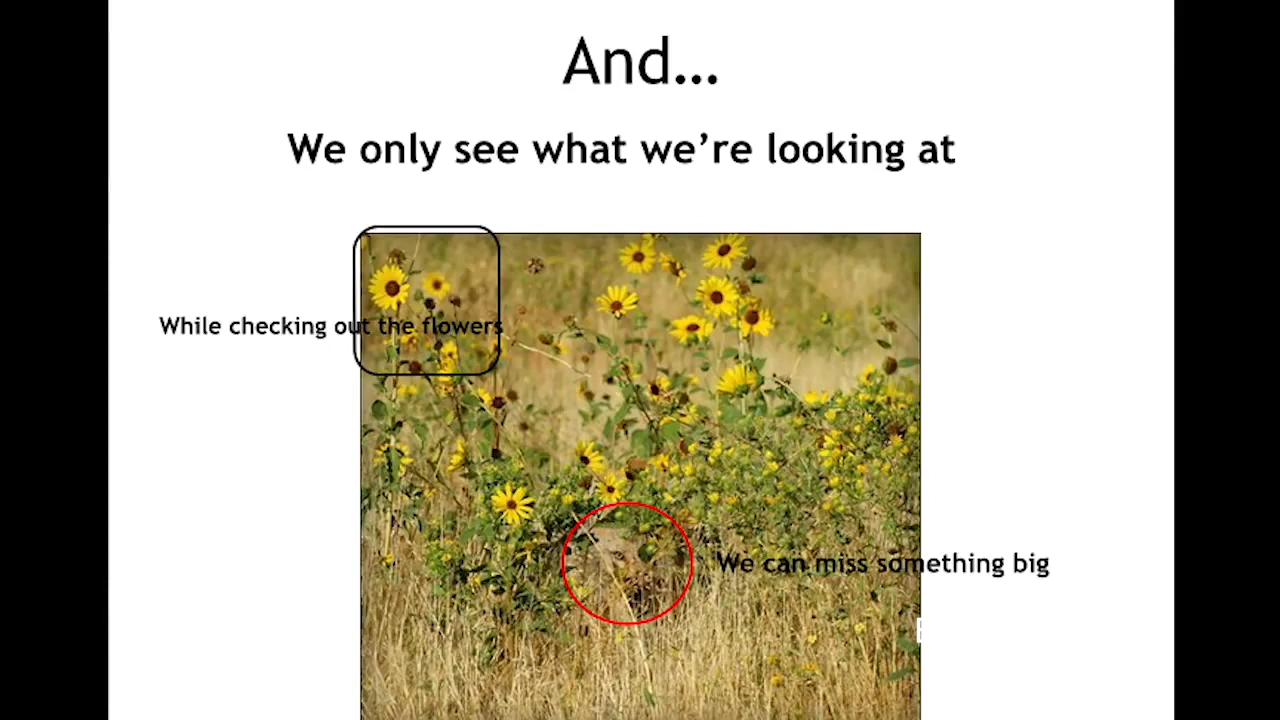 And…
We only see what we’re looking at
While checking out the flowers
We can miss something big